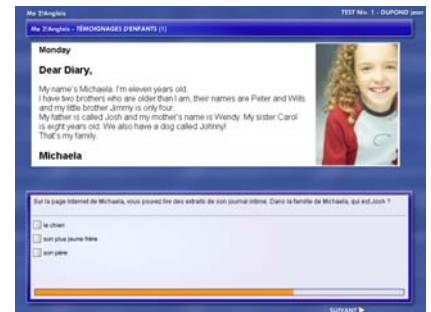 Me 2!Anglais
TEST Niv. 1 - DUPOND jean
Me 2!Anglais - TÉMOIGNAGES D'ENFANTS (1)
Monday
Dear Diary,
My name's Michaela. I'm eleven years old.
I have two brothers who are older than I am, their names are Peter and Wills
and my little brother Jimmy is only four.
My father is called Josh and my mother's name is Wendy. My sister Carol
is eight years old. We also have a dog called Johnny!
That's my family.
Michaela
Sur la page Internet de Michaela, vous pouvez lire des extraits de son journal intime. Dans la famille de Michaela, qui est Josh ?
le chien
son plus jeune frère
son père
SUIVANT